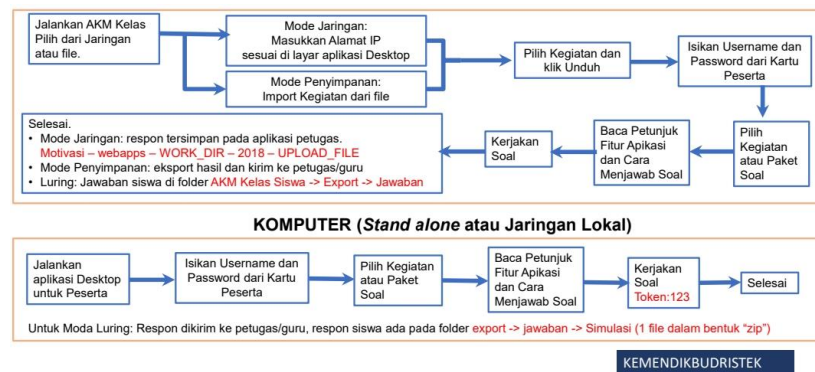 Jalankan AKM Kelas
Pilih dari Jaringan
atau file.
Mode Jaringan:
Masukkan Alamat IP
sesuai di layar aplikasi Desktop
Mode Penyimpanan:
Import Kegiatan dari file
Pilih Kegiatan dan
klik Unduh
Isikan Username dan
Password dari Kartu
Peserta
Pilih
Kegiatan
atau Paket
Soal
Baca Petunjuk
Fitur Apikasi
dan Cara
Menjawab Soal
Kerjakan
Soal
Selesai.
• Mode Jaringan: respon tersimpan pada aplikasi petugas.
Motivasi – webapps – WORK_DIR – 2018 – UPLOAD_FILE
• Mode Penyimpanan: eksport hasil dan kirim ke petugas/guru
• Luring: Jawaban siswa di folder AKM Kelas Siswa -> Export -> Jawaban
KOMPUTER (Stand alone atau Jaringan Lokal)
Jalankan
aplikasi Desktop
untuk Peserta
Isikan Username dan
Password dari Kartu
Peserta
Pilih Kegiatan
atau Paket
Soal
Baca Petunjuk
Fitur Apikasi
dan Cara
Menjawab Soal
Kerjakan
Soal
Token:123
Selesai
Untuk Moda Luring: Respon dikirim ke petugas/guru, respon siswa ada pada folder export -> jawaban -> Simulasi (1 file dalam bentuk “zip”)
KEMENDIKBUDRISTEK